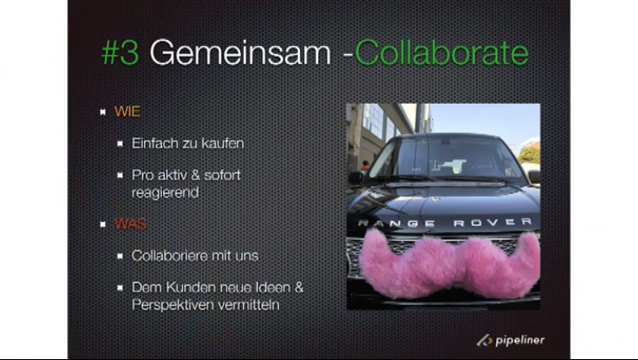 #3 Gemeinsam -Collaborate
WIE
Einfach zu kaufen
Pro aktiv & sofort
reagierend
WAS
Collaboriere mit uns
Dem Kunden neue Ideen &
Perspektiven vermitteln
RANGE ROVER
pipeliner